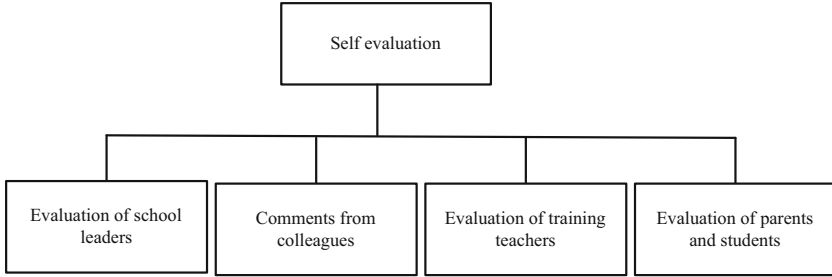 Self evaluation
Evaluation of school
leaders
Comments from
colleagues
Evaluation of training
teachers
Evaluation of parents
and students